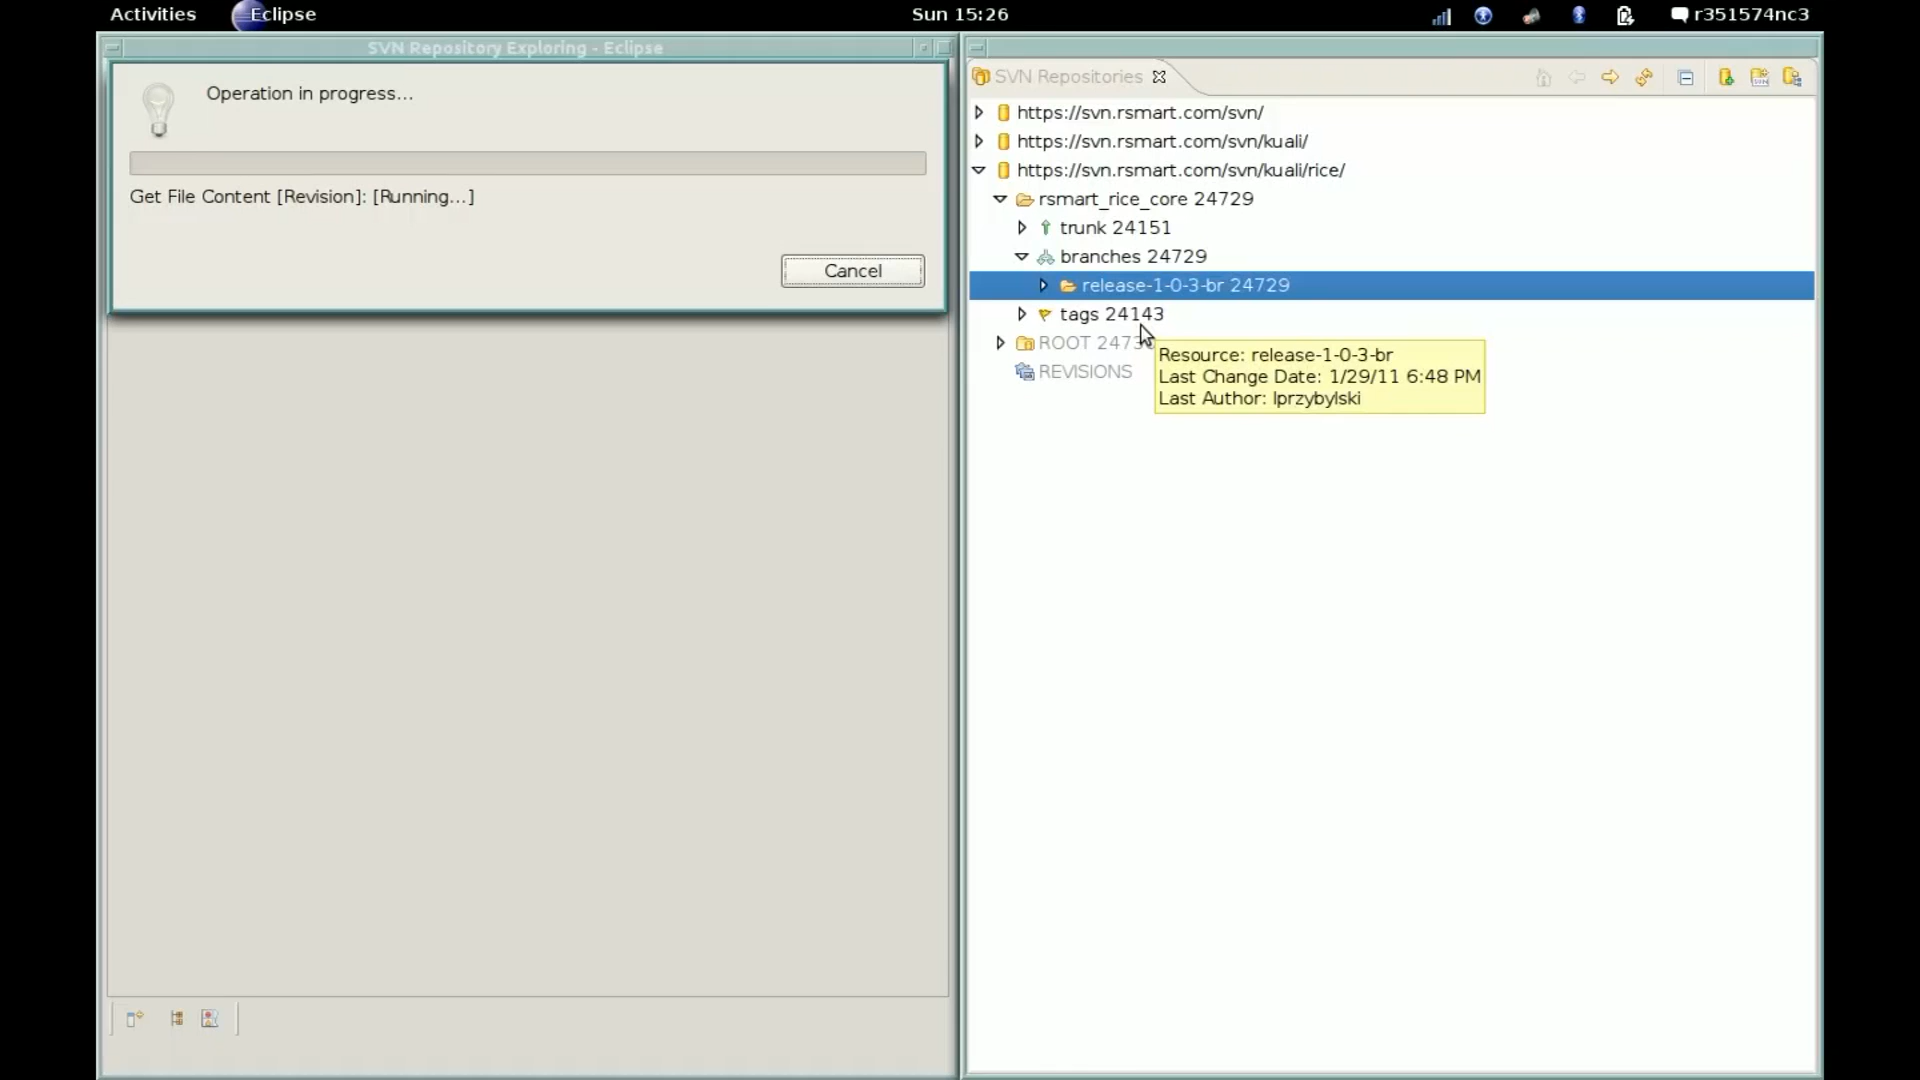 Activities Eclipse Sun 15:26 r351574nc3
SVN Repository Exploring - Eclipse
Operation in progress...
Get File Content [Revision]: [Running...]
Cancel
SVN Repositories
https://svn.rsmart.com/svn/
https://svn.rsmart.com/svn/kuali/
https://svn.rsmart.com/svn/kuali/rice/
rsmart_rice_core 24729
trunk 24151
branches 24729
release-1-0-3-br 24729
tags 24143
ROOT
REVISIONS
Resource: release-1-0-3-br
Last Change Date: 1/29/11 6:48 PM
Last Author: lprzybylski